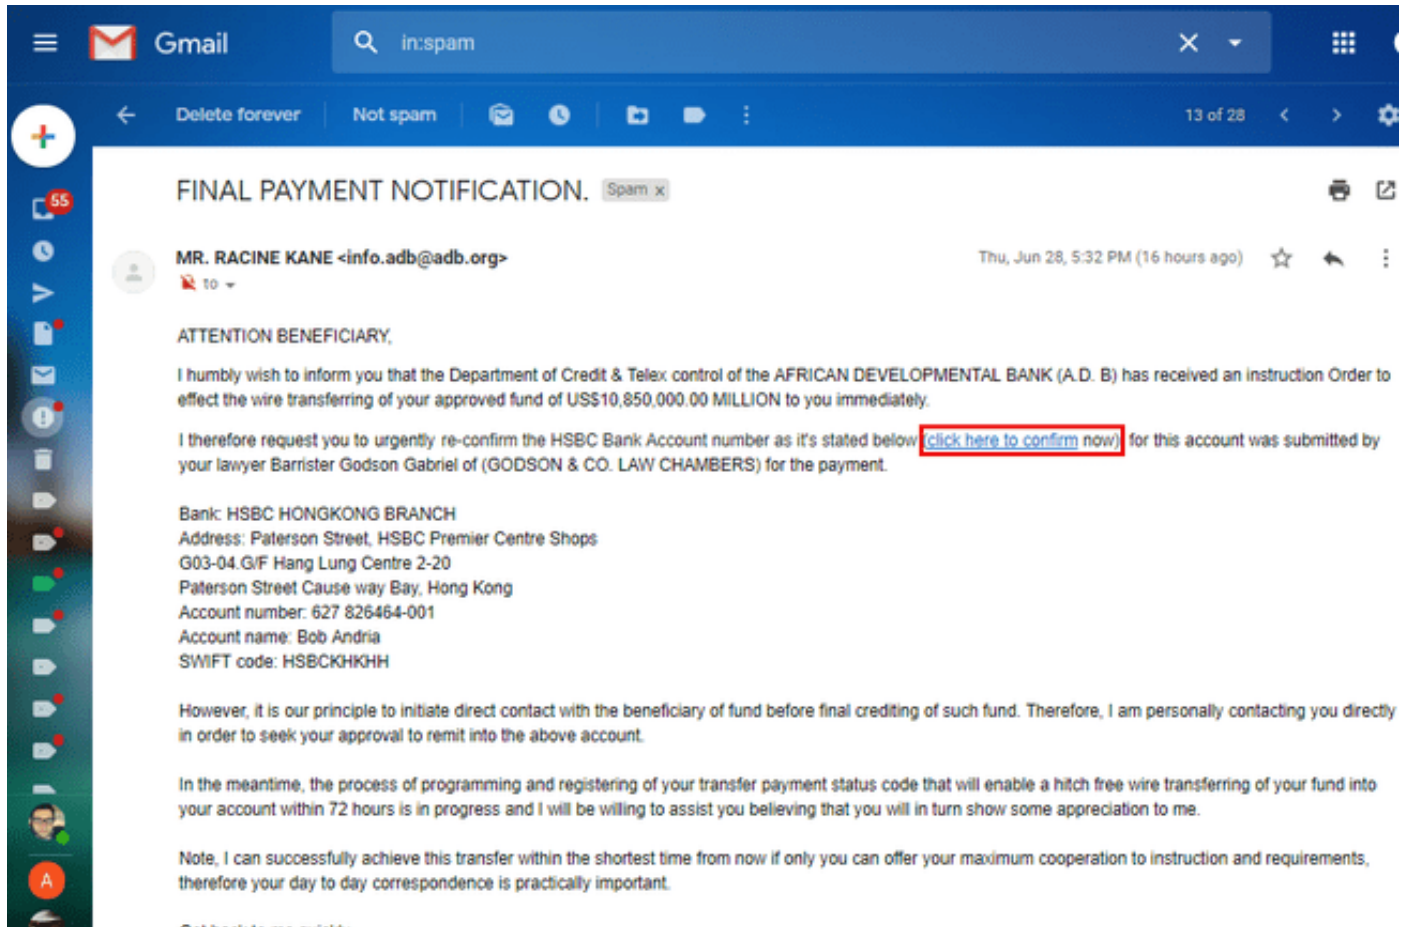 Gmail
in:spam
Delete forever
Not spam
13 of 28
55
FINAL PAYMENT NOTIFICATION.
Spam x
MR. RACINE KANE <info.adb@adb.org>
Thu, Jun 28, 5:32 PM (16 hours ago)
to
ATTENTION BENEFICIARY,
I humbly wish to inform you that the Department of Credit & Telex control of the AFRICAN DEVELOPMENTAL BANK (A.D. B) has received an instruction Order to
effect the wire transferring of your approved fund of US$10,850,000.00 MILLION to you immediately.
I therefore request you to urgently re-confirm the HSBC Bank Account number as it's stated below (click here to confirm now) for this account was submitted by
your lawyer Barrister Godson Gabriel of (GODSON & CO. LAW CHAMBERS) for the payment.
Bank: HSBC HONGKONG BRANCH
Address: Paterson Street, HSBC Premier Centre Shops
G03-04.G/F Hang Lung Centre 2-20
Paterson Street Cause way Bay, Hong Kong
Account number: 627 826464-001
Account name: Bob Andria
SWIFT code: HSBCKHKHH
However, it is our principle to initiate direct contact with the beneficiary of fund before final crediting of such fund. Therefore, I am personally contacting you directly
in order to seek your approval to remit into the above account.
In the meantime, the process of programming and registering of your transfer payment status code that will enable a hitch free wire transferring of your fund into
your account within 72 hours is in progress and I will be willing to assist you believing that you will in turn show some appreciation to me.
Note, I can successfully achieve this transfer within the shortest time from now if only you can offer your maximum cooperation to instruction and requirements,
therefore your day to day correspondence is practically important.
A